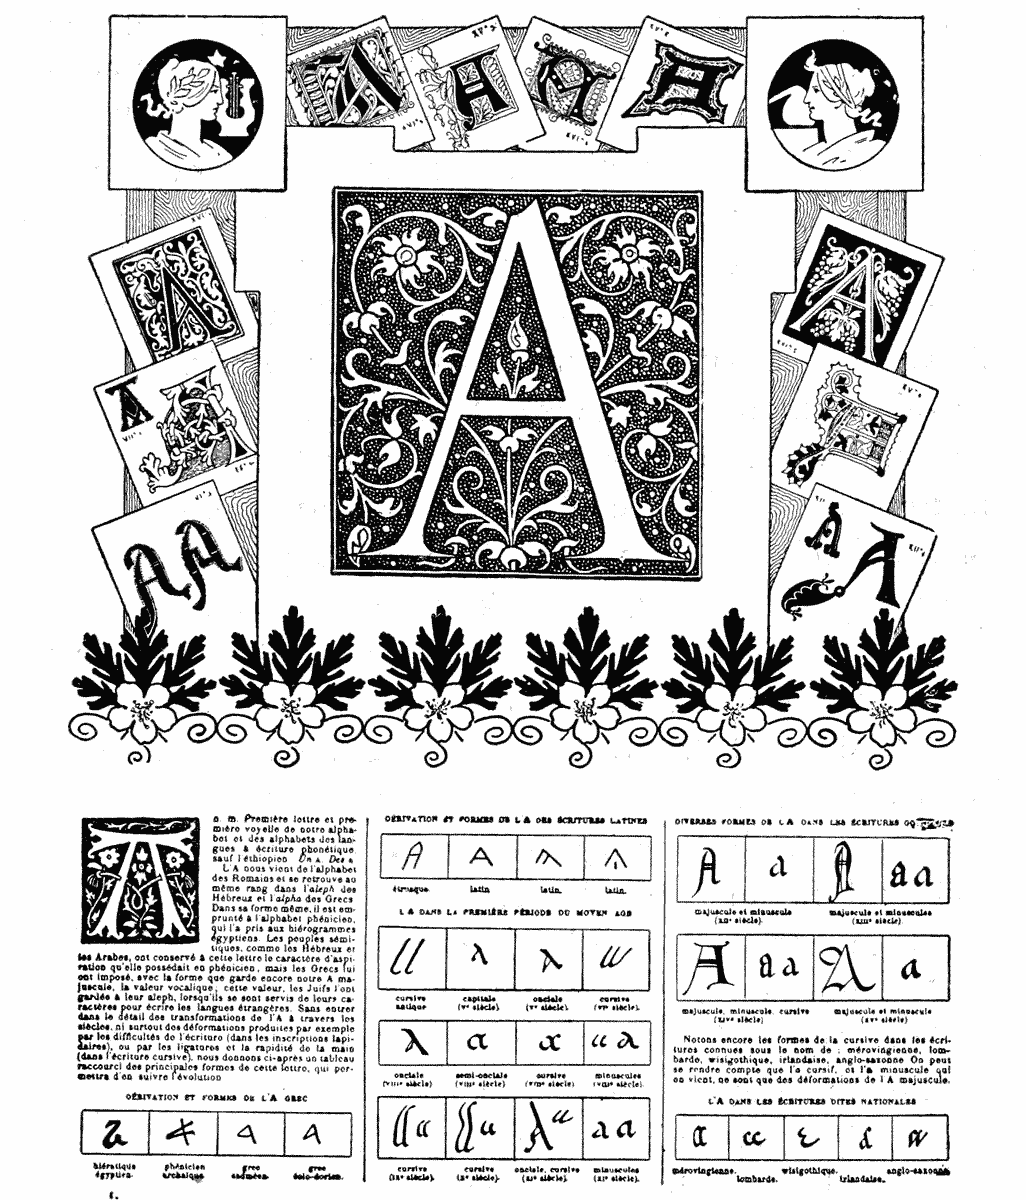 A
A
a. m. Première lettre et pre-
mière voyelle de notre alpha-
bet et des alphabets des lan-
gues à écriture phonétique,
sauf l'éthiopien Un A. Des A
L'A nous vient de l'alphabet
des Romains et se retrouve au
même rang dans l'aleph des
Hébreux et l'alpha des Grecs
Dans sa forme même, il est em-
prunté à l'alphabet phénicien,
qui l'a pris aux hiérogrammes
égyptiens. Les peuples sémi-
tiques, comme les Hébreux et
les Arabes, ont conservé à cette lettre le caractère d'aspi-
ration qu'elle possédait en phénicien, mais les Grecs lui
ont imposé, avec la forme que garde encore notre A ma-
juscule, la valeur vocalique; cette valeur, les Juifs l'ont
gardée à leur aleph, lorsqu'ils se sont servis de leurs ca-
ractères pour écrire les langues étrangères. Sans entrer
dans le détail des transformations de l'A à travers les
siècles, ni surtout des déformations produites par exemple
par les difficultés de l'écriture (dans les inscriptions lapi-
daires), ou par les ligatures et la rapidité de la main
(dans l'écriture cursive), nous donnons ci-après un tableau
raccourci des principales formes de cette lettre, qui per-
mettra d'en suivre l'évolution
DÉRIVATION ET FORMES DE L'A GREC
hiératique égyptien.
phénicien archaïque.
grec cadméen.
grec éolo-dorien.
1.
DÉRIVATION ET FORMES DE L'A DES ÉCRITURES LATINES
étrusque. latin. latin. latin.
L'A DANS LA PREMIÈRE PÉRIODE DU MOYEN AGE
cursive antique
capitale (Ve siècle).
onciale (Ve siècle).
cursive (VIe siècle).
onciale (VIIIe siècle).
semi-onciale (VIIIe siècle)
cursive (VIIIe siècle)
minuscules (VIIIe siècle).
cursive (IXe siècle).
cursive (Xe siècle).
onciale, cursive (XIe siècle).
minuscules (XIe siècle).
DIVERSES FORMES DE L'A DANS LES ÉCRITURES
majuscule et minuscule (XIIe siècle).
majuscule et minuscules (XIIIe siècle).
majuscule, minuscule, cursive (XIVe siècle)
majuscule et minuscule (XVe siècle)
Notons encore les formes de la cursive dans les écri-
tures connues sous le nom de : mérovingienne, lom-
barde, wisigothique, irlandaise, anglo-saxonne On peut
se rendre compte que l'a cursif, et l'a minuscule qui
en vient, ne sont que des déformations de l'A majuscule.
L'A DANS LES ÉCRITURES DITES NATIONALES
mérovingienne. lombarde. wisigothique. irlandaise. anglo-saxonne